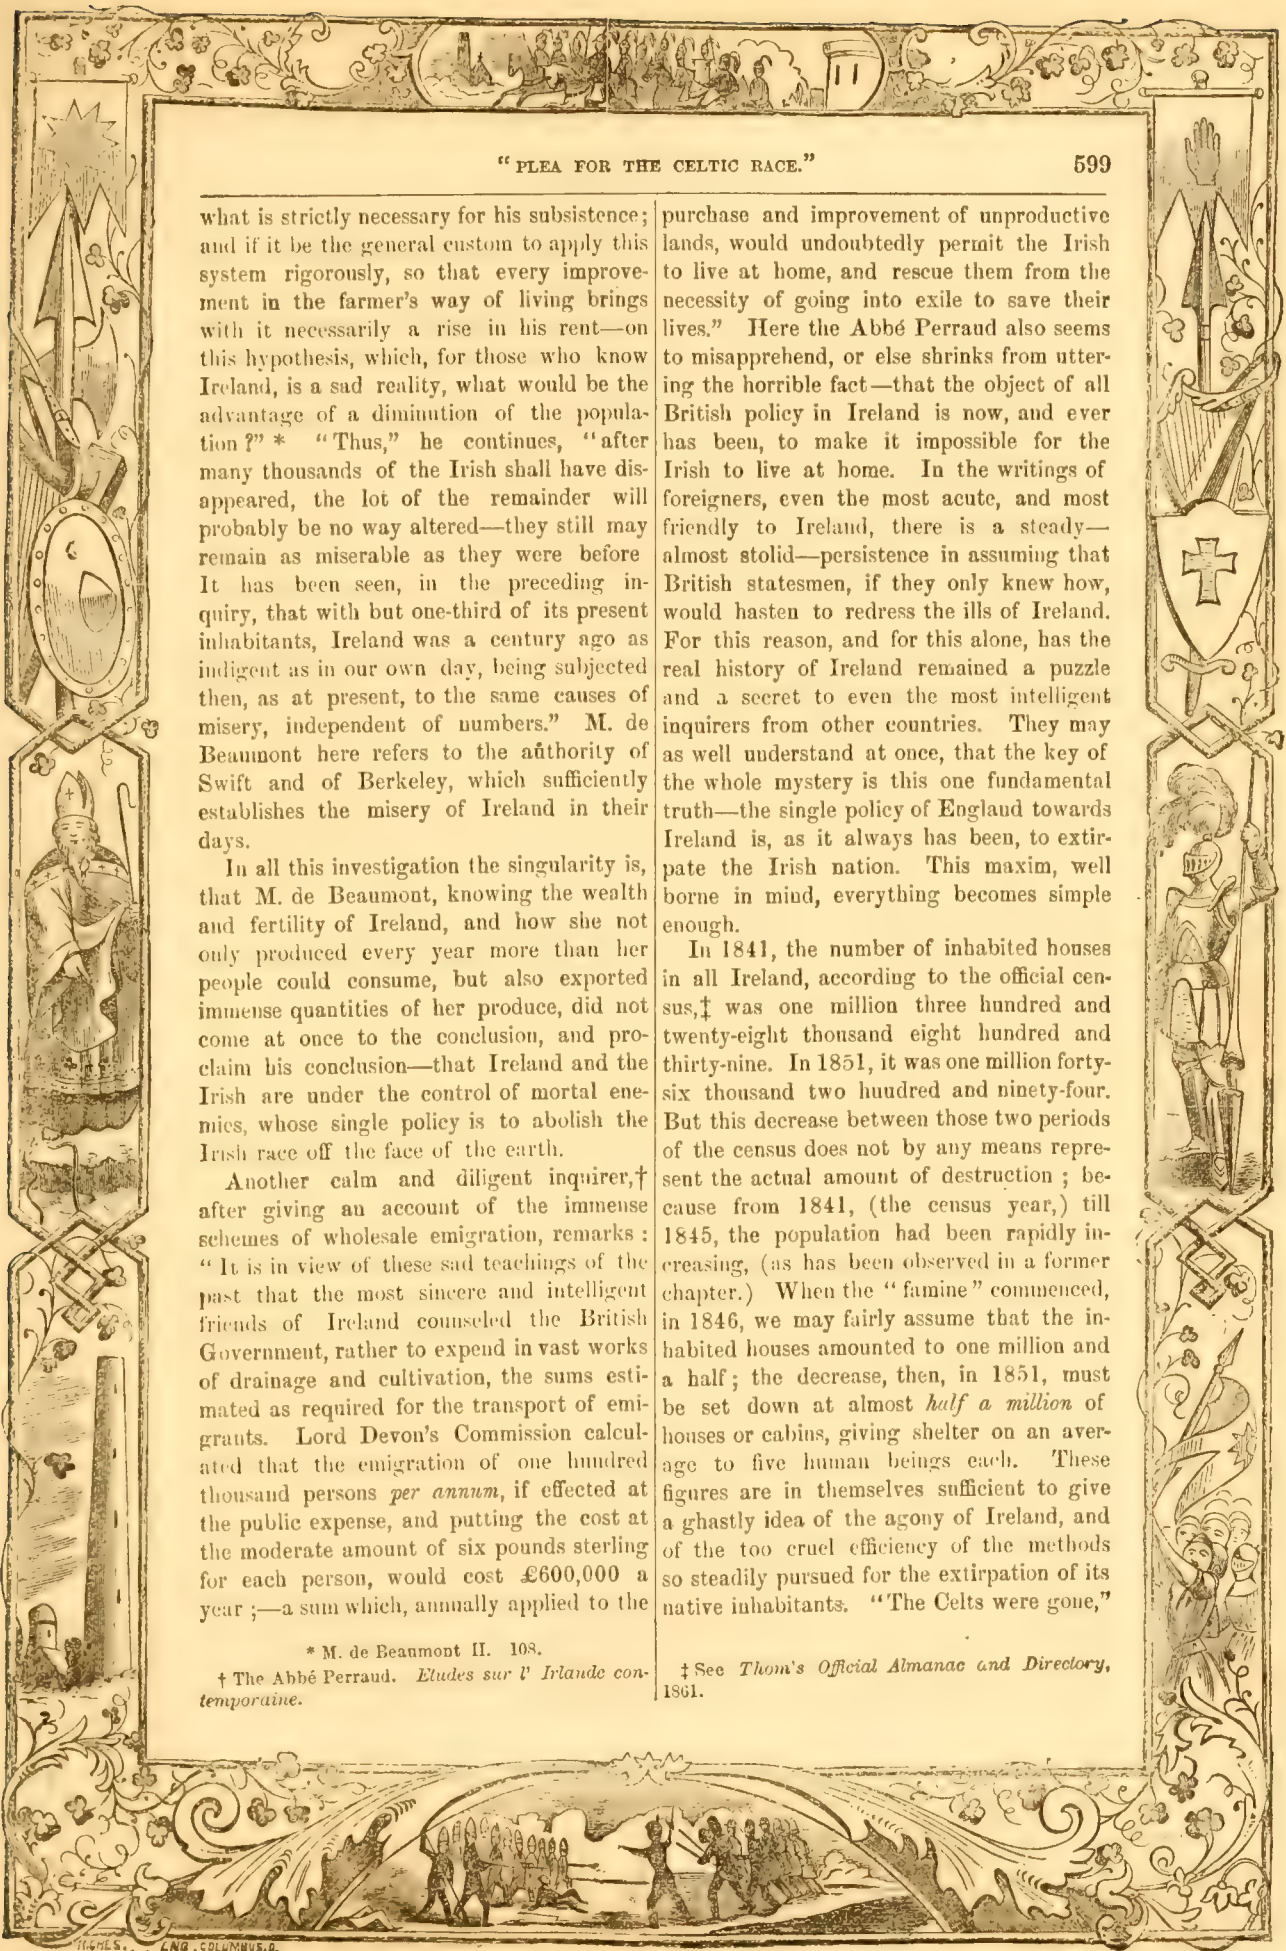 “ PLEA FOR THE CELTIC RACE.” 599
what is strictly necessary for his subsistence;
and if it be the general custom to apply this
system rigorously, so that every improve-
ment in the farmer’s way of living brings
with it necessarily a rise in his rent—on
this hypothesis, which, for those who know
Ireland, is a sad reality, what would be the
advantage of a diminution of the popula-
tion ?” * “Thus,” he continues, “after
many thousands of the Irish shall have dis-
appeared, the lot of the remainder will
probably be no way altered—they still may
remain as miserable as they were before
It has been seen, in the preceding in-
quiry, that with but one-third of its present
inhabitants, Ireland was a century ago as
indigent as in our own day, being subjected
then, as at present, to the same causes of
misery, independent of numbers.” M. de
Beaumont here refers to the authority of
Swift and of Berkeley, which sufficiently
establishes the misery of Ireland in their
days.
In all this investigation the singularity is,
that M. de Beaumont, knowing the wealth
and fertility of Ireland, and how she not
only produced every year more than her
people could consume, but also exported
immense quantities of her produce, did not
come at once to the conclusion, and pro-
claim his conclusion—that Ireland and the
Irish are under the control of mortal ene-
mies, whose single policy is to abolish the
Irish race off the face of the earth.
Another calm and diligent inquirer,†
after giving an account of the immense
schemes of wholesale emigration, remarks :
“ It is in view of these sad teachings of the
past that the most sincere and intelligent
friends of Ireland counseled the British
Government, rather to expend in vast works
of drainage and cultivation, the sums esti-
mated as required for the transport of emi-
grants. Lord Devon’s Commission calcul-
ated that the emigration of one hundred
thousand persons per annum, if effected at
the public expense, and putting the cost at
the moderate amount of six pounds sterling
for each person, would cost £600,000 a
year ;—a sum which, annually applied to the
* M. de Beaumont II. 108.
† The Abbé Perraud. Etudes sur l’ Irlande con-
temporaine.
purchase and improvement of unproductive
lands, would undoubtedly permit the Irish
to live at home, and rescue them from the
necessity of going into exile to save their
lives.” Here the Abbé Perraud also seems
to misapprehend, or else shrinks from utter-
ing the horrible fact—that the object of all
British policy in Ireland is now, and ever
has been, to make it impossible for the
Irish to live at home. In the writings of
foreigners, even the most acute, and most
friendly to Ireland, there is a steady—
almost stolid—persistence in assuming that
British statesmen, if they only knew how,
would hasten to redress the ills of Ireland.
For this reason, and for this alone, has the
real history of Ireland remained a puzzle
and a secret to even the most intelligent
inquirers from other countries. They may
as well understand at once, that the key of
the whole mystery is this one fundamental
truth—the single policy of England towards
Ireland is, as it always has been, to extir-
pate the Irish nation. This maxim, well
borne in mind, everything becomes simple
enough.
In 1841, the number of inhabited houses
in all Ireland, according to the official cen-
sus,‡ was one million three hundred and
twenty-eight thousand eight hundred and
thirty-nine. In 1851, it was one million forty-
six thousand two hundred and ninety-four.
But this decrease between those two periods
of the census does not by any means repre-
sent the actual amount of destruction ; be-
cause from 1841, (the census year,) till
1845, the population had been rapidly in-
creasing, (as has been observed in a former
chapter.) When the “ famine ” commenced,
in 1846, we may fairly assume that the in-
habited houses amounted to one million and
a half ; the decrease, then, in 1851, must
be set down at almost half a million of
houses or cabins, giving shelter on an aver-
age to five human beings each. These
figures are in themselves sufficient to give
a ghastly idea of the agony of Ireland, and
of the too cruel efficiency of the methods
so steadily pursued for the extirpation of its
native inhabitants. “The Celts were gone,”
‡ See Thom’s Official Almanac and Directory,
1861.
ENG. COLUMBUS.O.